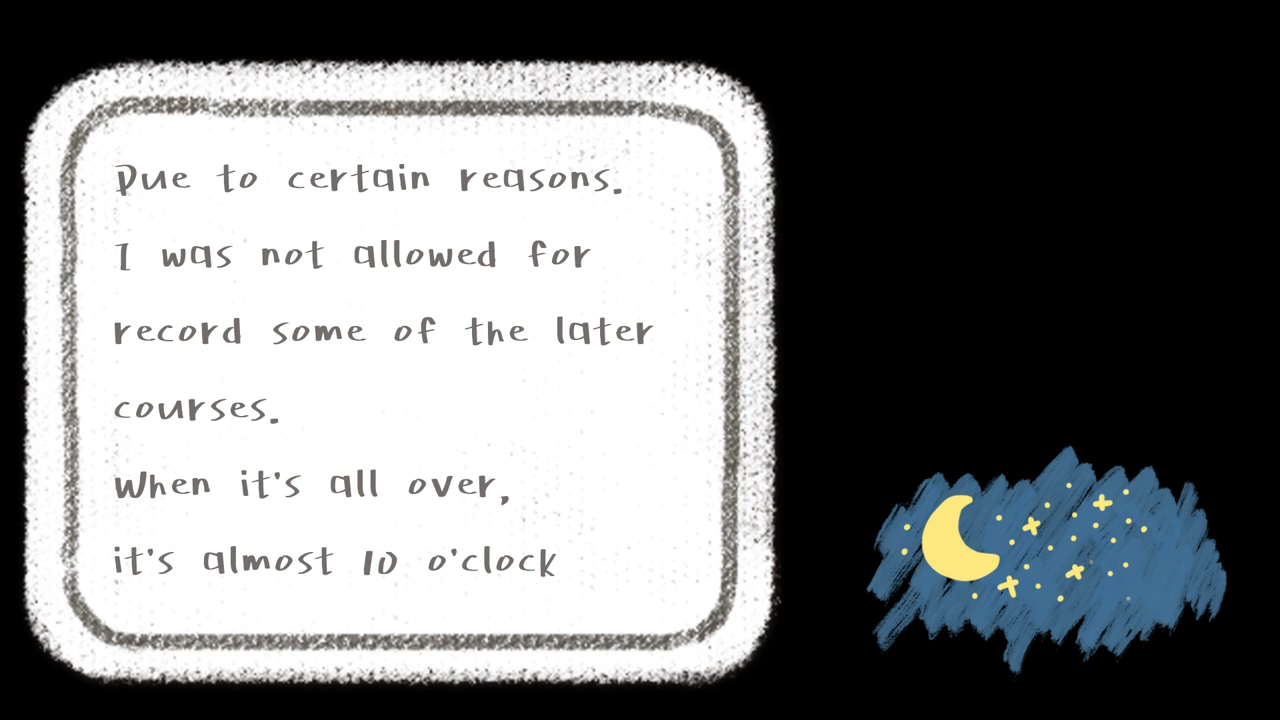 Due to certain reasons.
I was not allowed for
record some of the later
courses.
When it's all over,
it's almost 10 o'clock